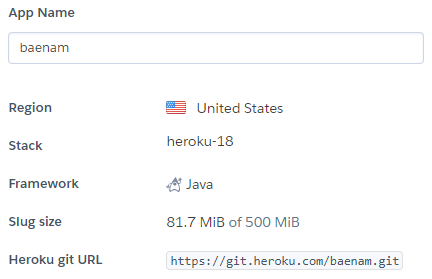 App Name
baenam
Region United States
Stack heroku-18
Framework Java
Slug size 81.7 MiB of 500 MiB
Heroku git URL https://git.heroku.com/baenam.git